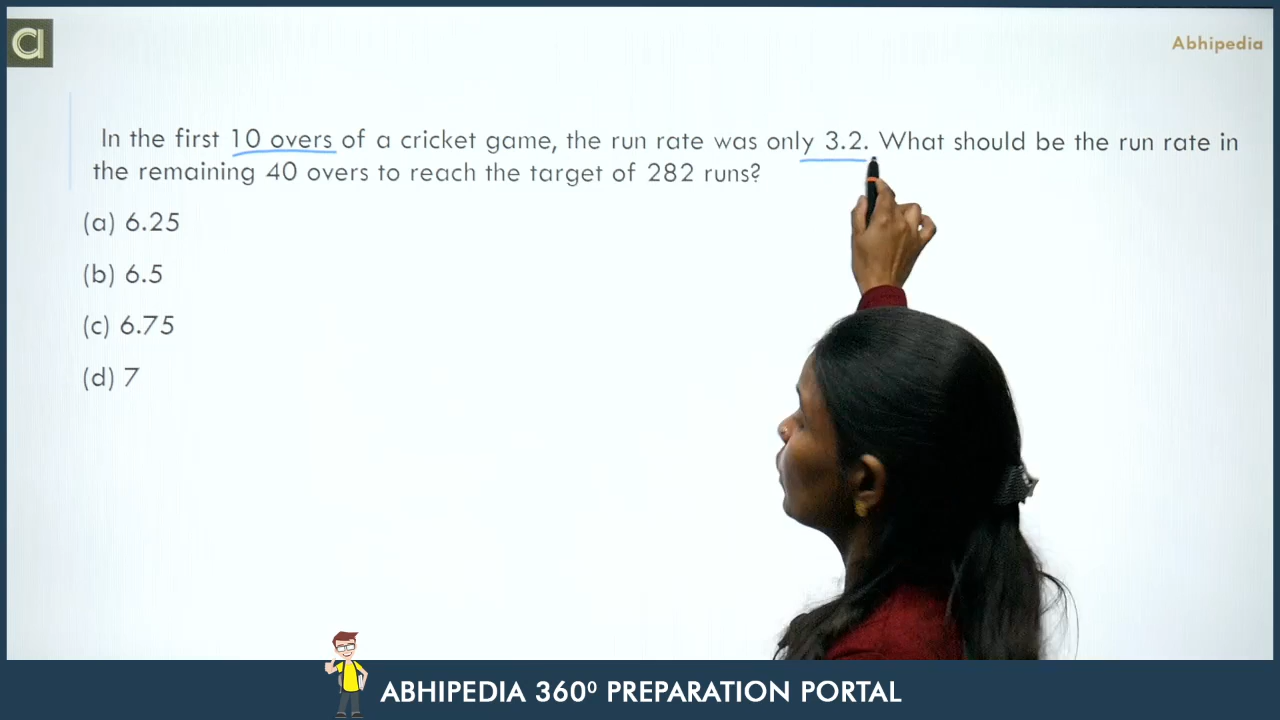 a
Abhipedia
In the first 10 overs of a cricket game, the run rate was only 3.2. What should be the run rate in
the remaining 40 overs to reach the target of 282 runs?
(a) 6.25
(b) 6.5
(c) 6.75
(d) 7
ABHIPEDIA 360⁰ PREPARATION PORTAL